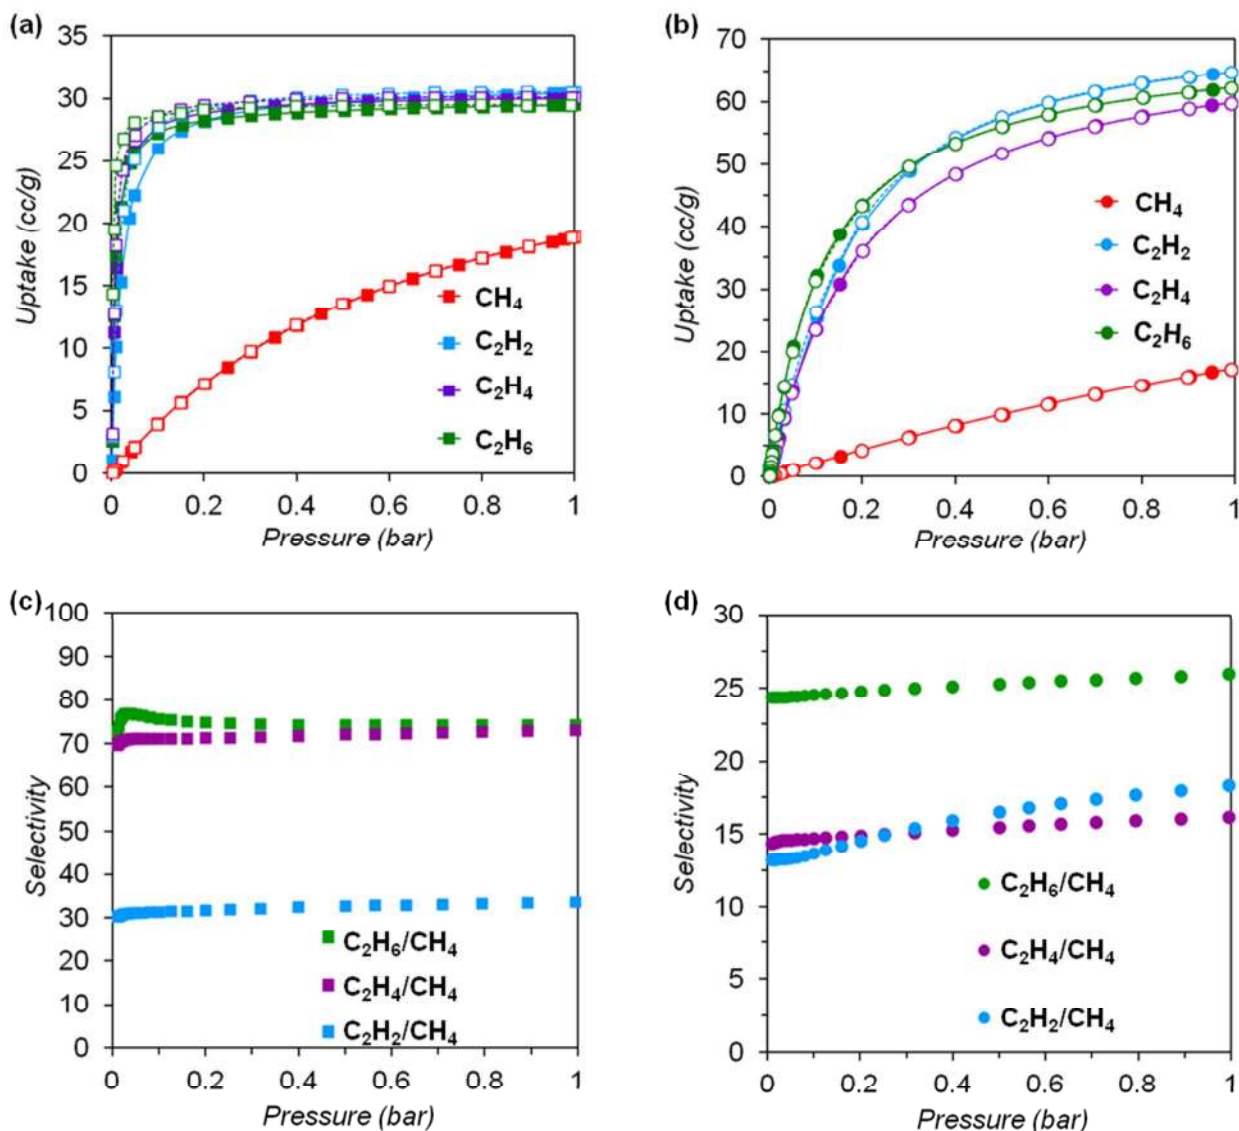 (a)
35
30
25
20
15
10
5
0
Uptake (cc/g)
CH4
C2H2
C2H4
C2H6
0 0.2 0.4 0.6 0.8 1
Pressure (bar)
(b)
70
60
50
40
30
20
10
0
Uptake (cc/g)
CH4
C2H2
C2H4
C2H6
0 0.2 0.4 0.6 0.8 1
Pressure (bar)
(c)
100
90
80
70
60
50
40
30
20
10
0
Selectivity
C2H6/CH4
C2H4/CH4
C2H2/CH4
0 0.2 0.4 0.6 0.8 1
Pressure (bar)
(d)
30
25
20
15
10
5
0
Selectivity
C2H6/CH4
C2H4/CH4
C2H2/CH4
0 0.2 0.4 0.6 0.8 1
Pressure (bar)